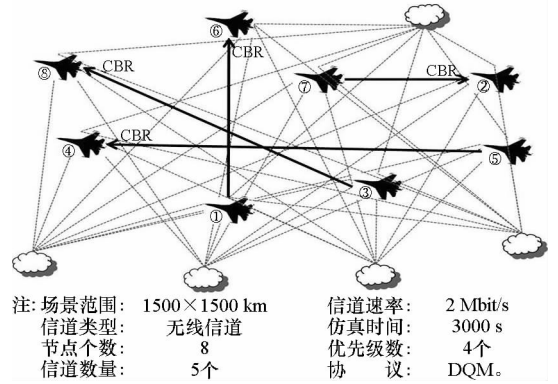 ⑥
CBR
⑧
CBR
⑦
CBR
②
④
CBR
⑤
③
①
注: 场景范围: 1500×1500 km 信道速率: 2 Mbit/s
信道类型: 无线信道 仿真时间: 3000 s
节点个数: 8 优先级数: 4个
信道数量: 5个 协 议: DQM。